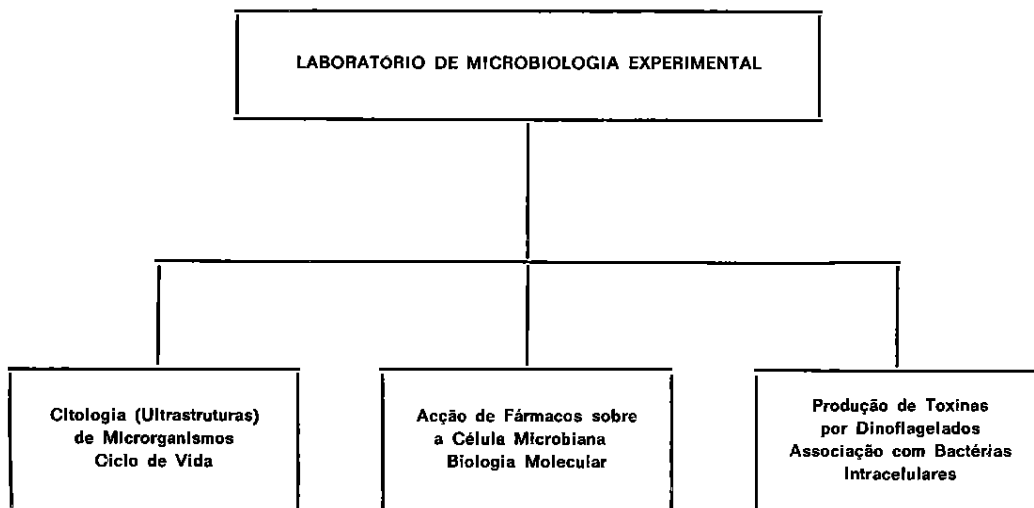 LABORATÓRIO DE MICROBIOLOGIA EXPERIMENTAL
Citologia (Ultrastruturas)
de Microrganismos
Ciclo de Vida
Acção de Fármacos sobre
a Célula Microbiana
Biologia Molecular
Produção de Toxinas
por Dinoflagelados
Associação com Bactérias
Intracelulares